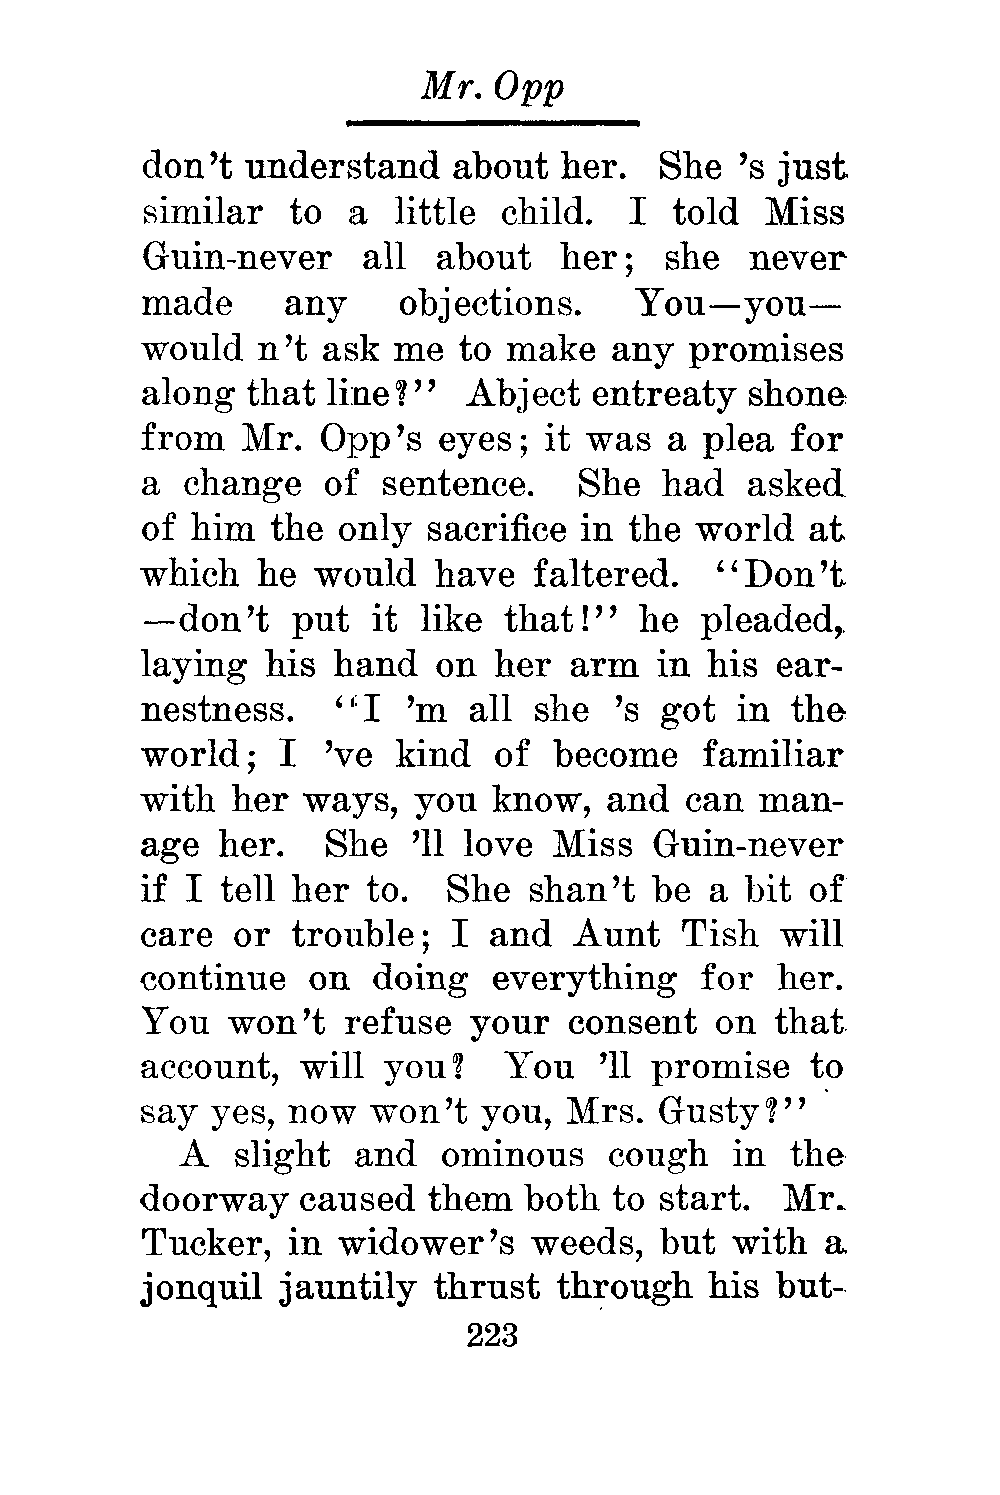 Mr. Opp
don't understand about her. She 's just
similar to a little child. I told Miss
Guin-never all about her; she never
made any objections. You—you—
would n't ask me to make any promises
along that line?" Abject entreaty shone
from Mr. Opp's eyes; it was a plea for
a change of sentence. She had asked
of him the only sacrifice in the world at
which he would have faltered. "Don't
—don't put it like that!" he pleaded,
laying his hand on her arm in his ear-
nestness. "I 'm all she 's got in the
world; I 've kind of become familiar
with her ways, you know, and can man-
age her. She 'll love Miss Guin-never
if I tell her to. She shan't be a bit of
care or trouble; I and Aunt Tish will
continue on doing everything for her.
You won't refuse your consent on that
account, will you? You 'll promise to
say yes, now won't you, Mrs. Gusty?"
A slight and ominous cough in the
doorway caused them both to start. Mr.
Tucker, in widower's weeds, but with a
jonquil jauntily thrust through his but-
223